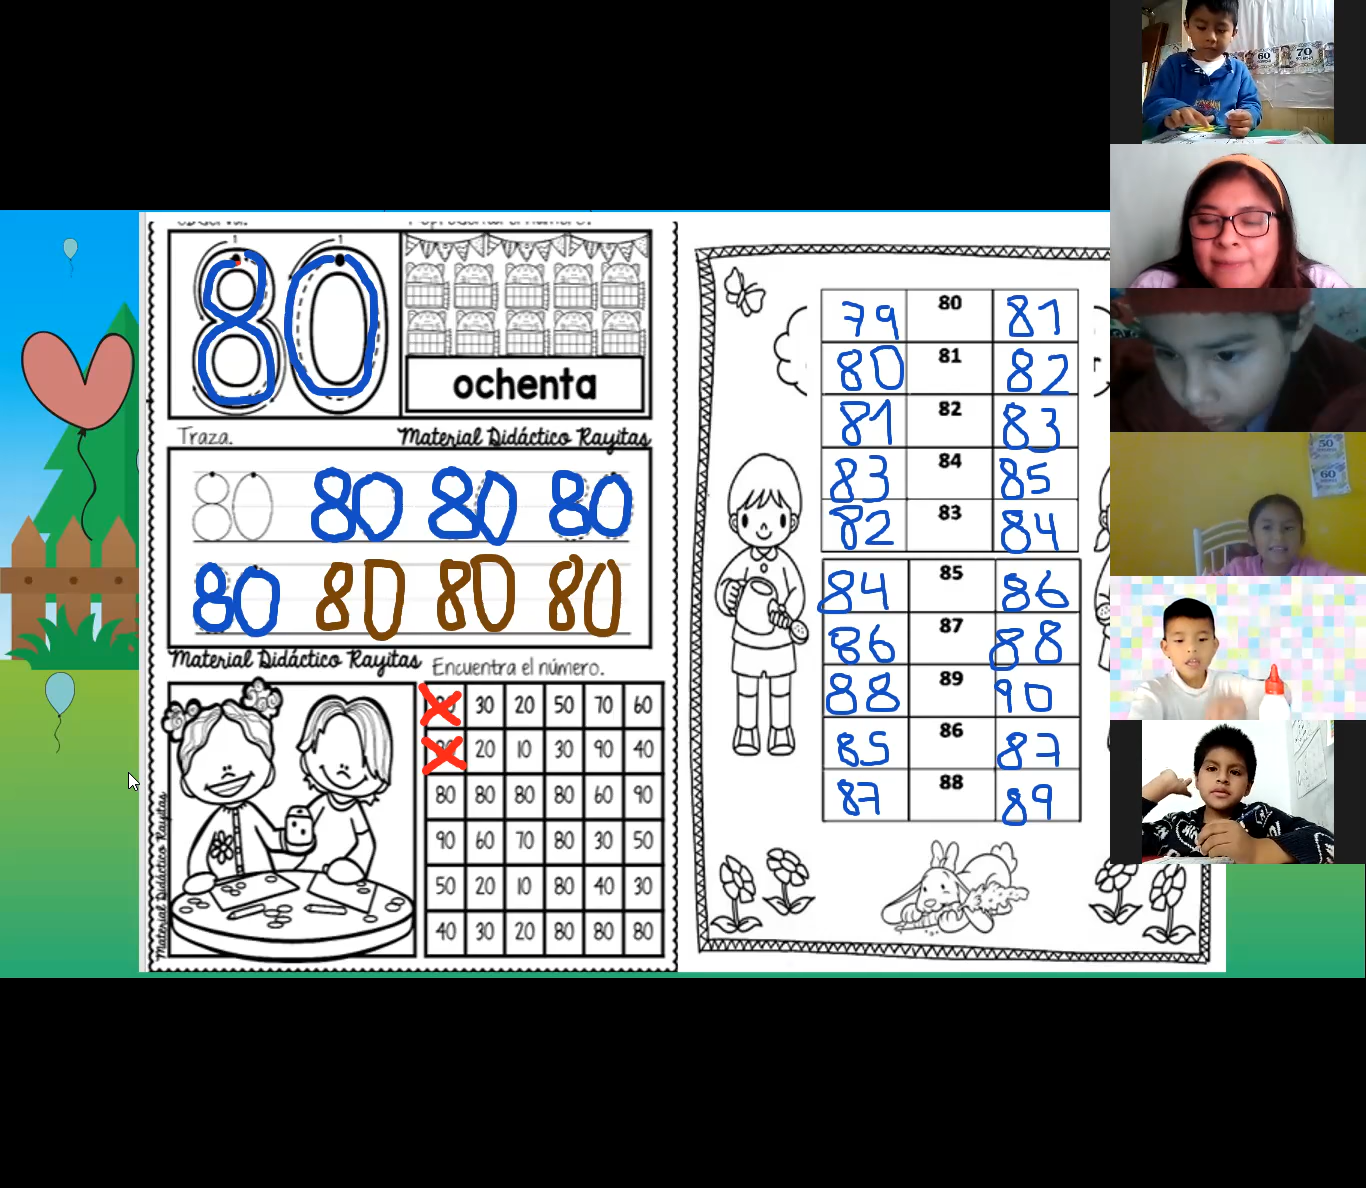 80
ochenta
Traza.
Material Didáctico Rayitas
80 80 80 80
80 80 80 80
Material Didáctico Rayitas
Encuentra el número.
30 20 50 70 60
20 10 30 90 40
80 80 80 80 60 90
90 60 70 80 30 50
50 20 10 80 40 30
40 30 20 80 80 80
Material Didáctico Rayitas
79 80 81
80 81 82
81 82 83
83 84 85
82 83 84
84 85 86
86 87 88
88 89 90
85 86 87
87 88 89
60
70
50
60